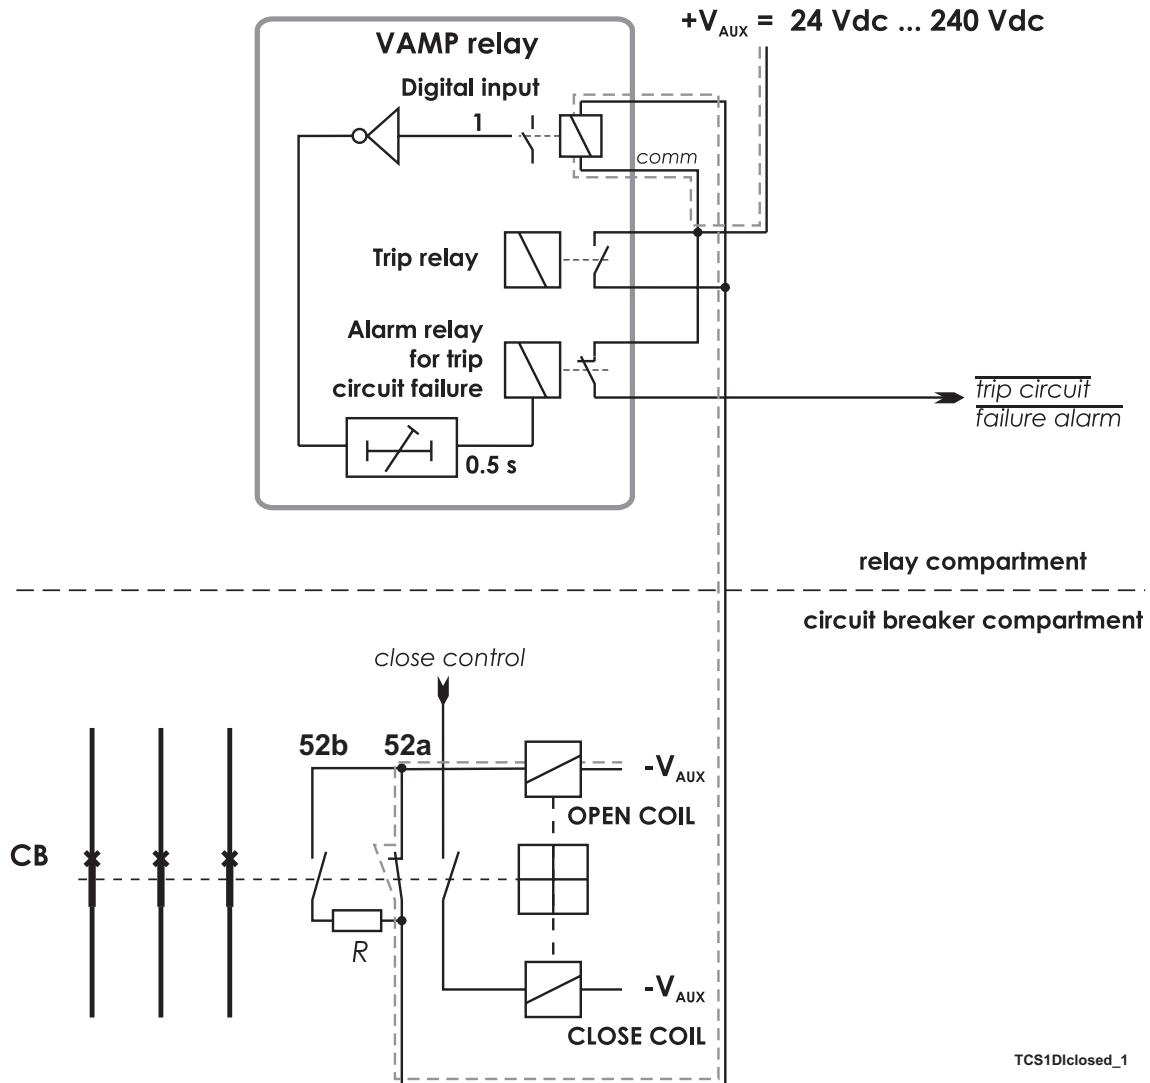 +VAUX = 24 Vdc ... 240 Vdc
VAMP relay
Digital input
1
comm
Trip relay
Alarm relay
for trip
circuit failure
0.5 s
trip circuit
failure alarm
relay compartment
circuit breaker compartment
close control
52b
52a
-VAUX
OPEN COIL
CB
R
-VAUX
CLOSE COIL
TCS1DIclosed_1